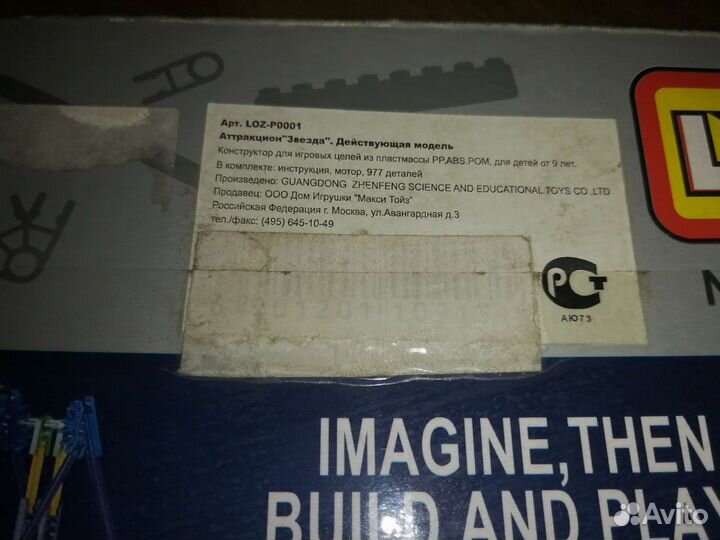 Арт. LOZ-P0001
Аттракцион"Звезда". Действующая модель
Конструктор для игровых целей из пластмассы PP,ABS.POM, для детей от 9 лет.
В комплекте: инструкция, мотор, 977 деталей
Произведено: GUANGDONG ZHENFENG SCIENCE AND EDUCATIONAL TOYS CO.,LTD
Продавец: ООО Дом Игрушки "Макси Тойз"
Российская Федерация г. Москва, ул.Авангардная д.3
тел./факс: (495) 645-10-49
РСТ
АЮ73
L
IMAGINE,THEN
BUILD AND PLAY
Avito